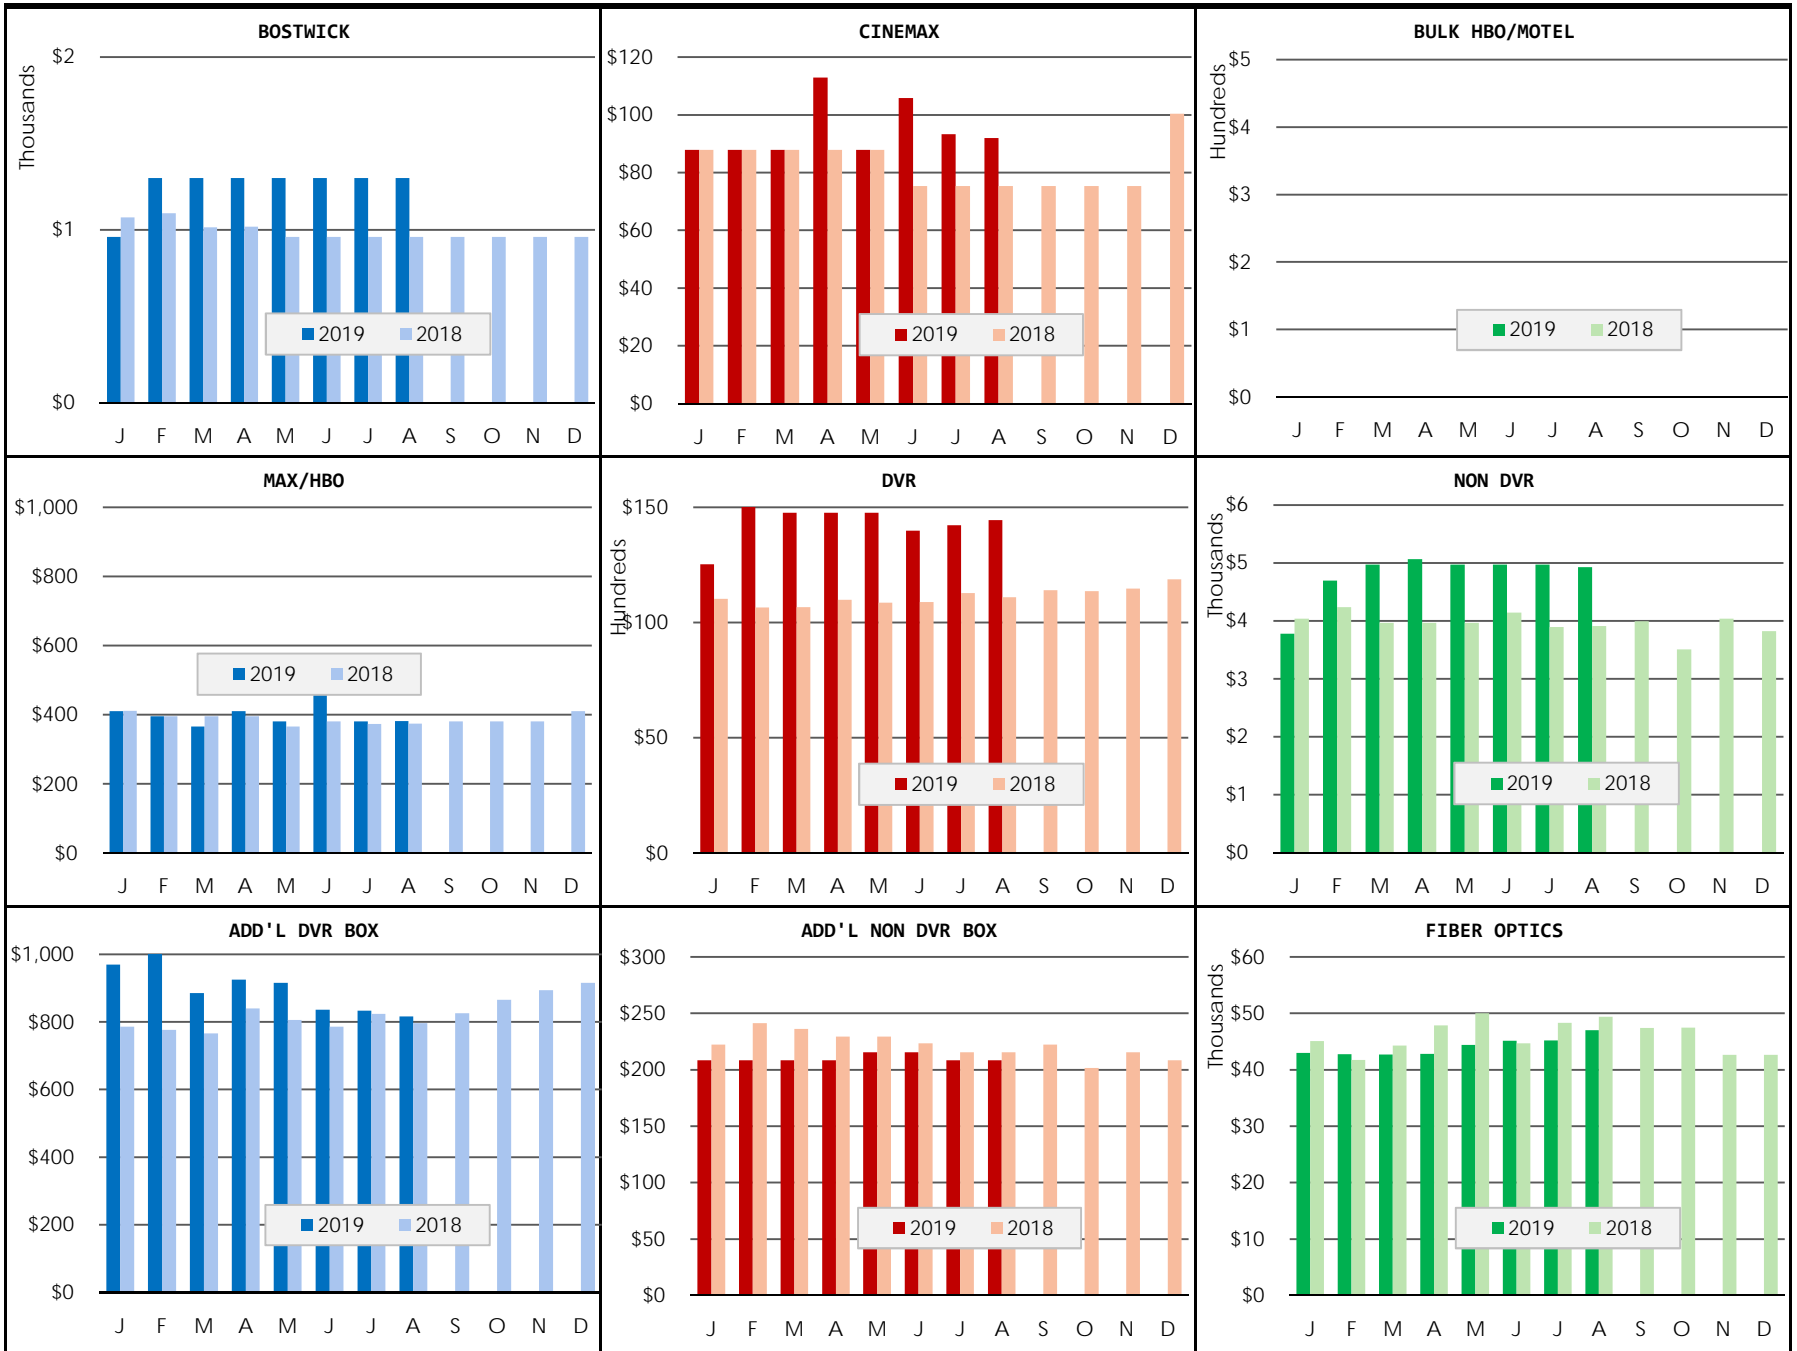 BOSTWICK
$2
Thousands
$1
$0
2019 2018
J F M A M J J A S O N D
CINEMAX
$120
$100
$80
$60
$40
$20
$0
2019 2018
J F M A M J J A S O N D
BULK HBO/MOTEL
$5
Hundreds
$4
$3
$2
$1
$0
2019 2018
J F M A M J J A S O N D
MAX/HBO
$1,000
$800
$600
$400
$200
$0
2019 2018
J F M A M J J A S O N D
DVR
$150
Hundreds
$100
$50
$0
2019 2018
J F M A M J J A S O N D
NON DVR
$6
Thousands
$5
$4
$3
$2
$1
$0
2019 2018
J F M A M J J A S O N D
ADD'L DVR BOX
$1,000
$800
$600
$400
$200
$0
2019 2018
J F M A M J J A S O N D
ADD'L NON DVR BOX
$300
$250
$200
$150
$100
$50
$0
2019 2018
J F M A M J J A S O N D
FIBER OPTICS
$60
Thousands
$50
$40
$30
$20
$10
$0
2019 2018
J F M A M J J A S O N D